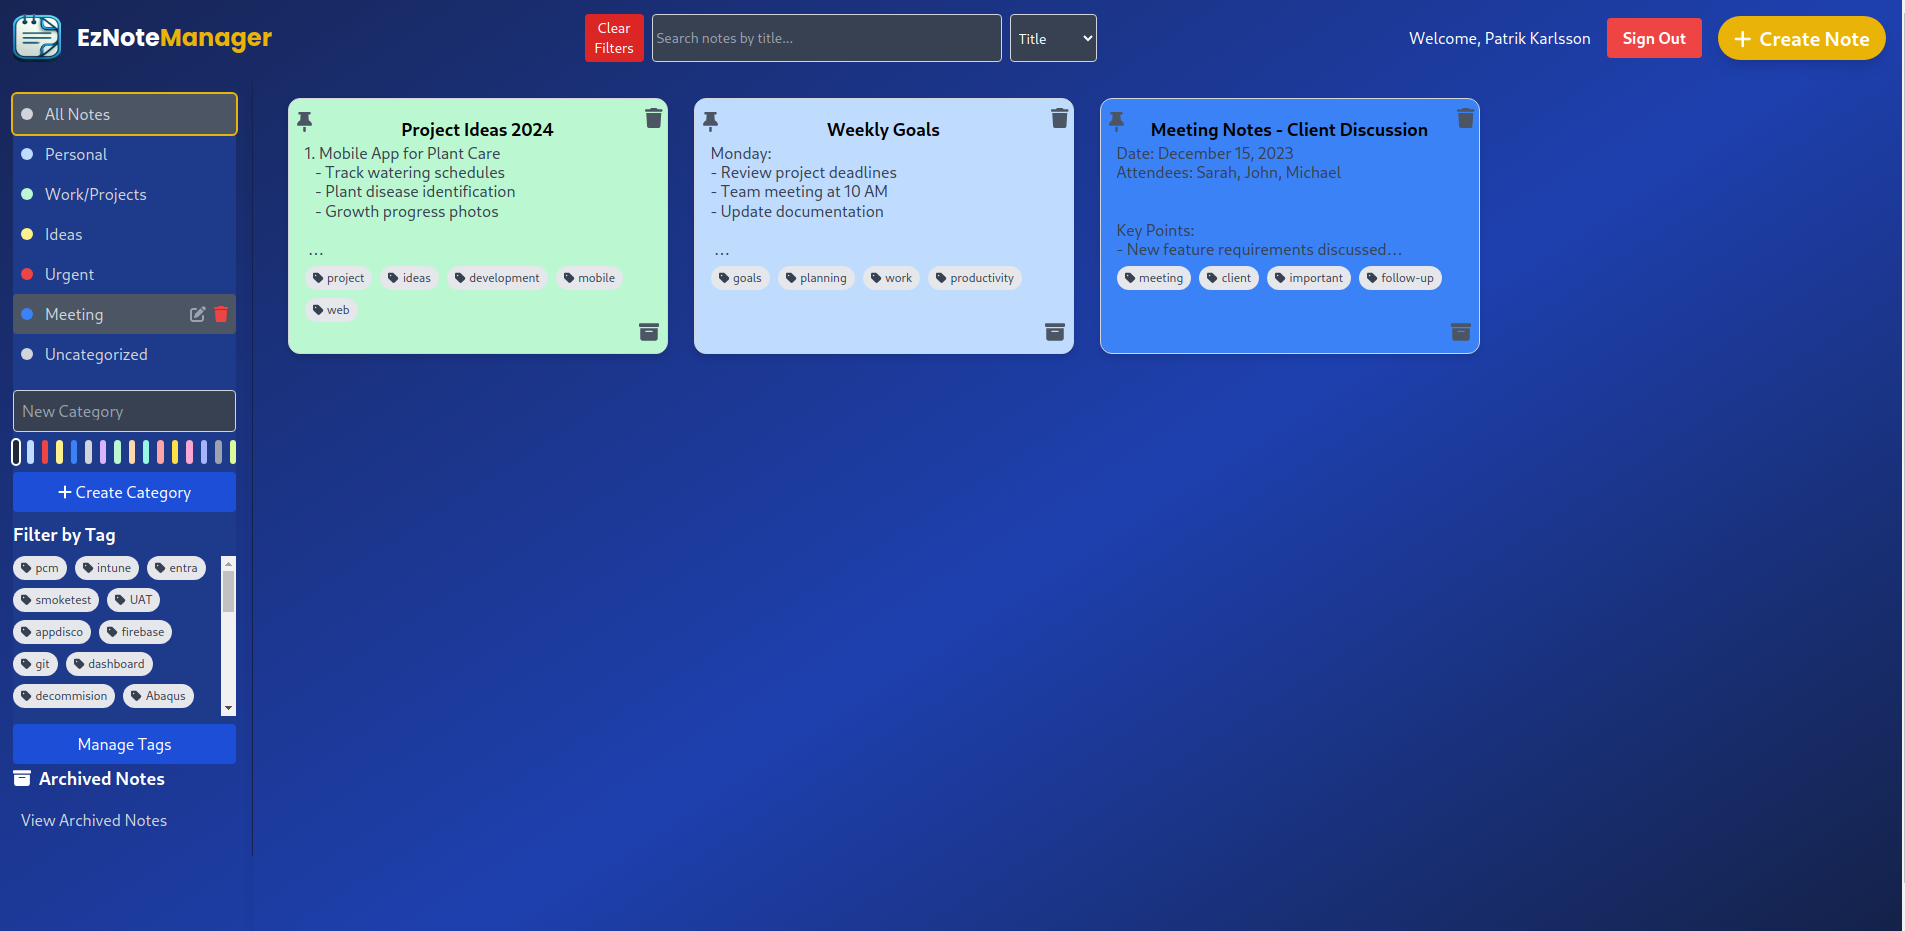 EzNoteManager
Clear
Filters
Search notes by title...
Title
Welcome, Patrik Karlsson
Sign Out
Create Note
All Notes
Personal
Work/Projects
Ideas
Urgent
Meeting
Uncategorized
New Category
Create Category
Filter by Tag
pcm intune entra
smoketest UAT
appdisco firebase
git dashboard
decommision Abaqus
Manage Tags
Archived Notes
View Archived Notes
Project Ideas 2024
1. Mobile App for Plant Care
- Track watering schedules
- Plant disease identification
- Growth progress photos
...
project ideas development mobile
web
Weekly Goals
Monday:
- Review project deadlines
- Team meeting at 10 AM
- Update documentation
...
goals planning work productivity
Meeting Notes - Client Discussion
Date: December 15, 2023
Attendees: Sarah, John, Michael
Key Points:
- New feature requirements discussed...
meeting client important follow-up